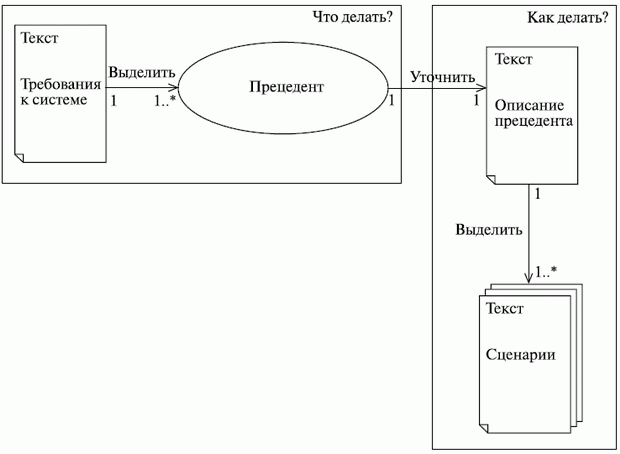 Что делать?
Текст
Требования
к системе
Выделить
1
1..*
Прецедент
1
Как делать?
Уточнить
1
Текст
Описание
прецедента
1
Выделить
1..*
Текст
Сценарии